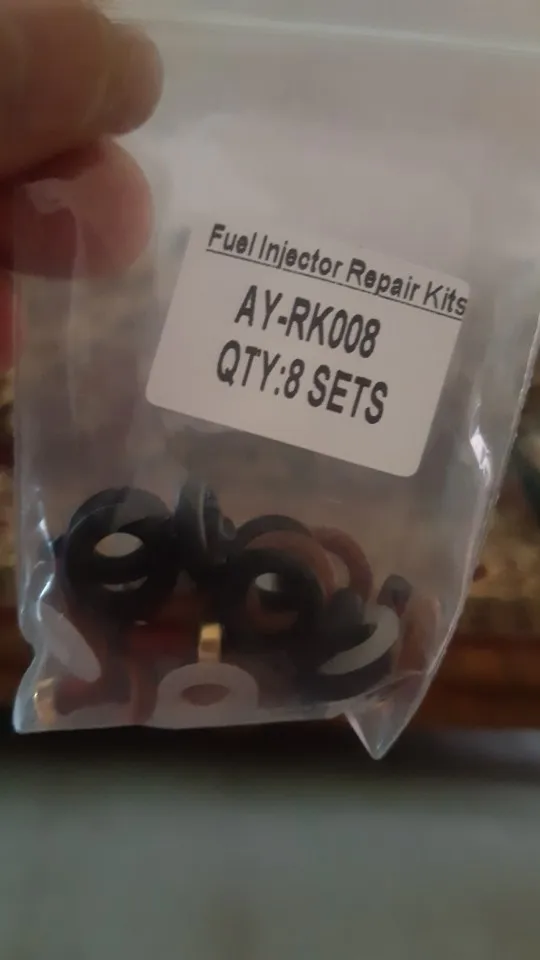 Fuel Injector Repair Kits
AY-RK008
QTY:8 SETS